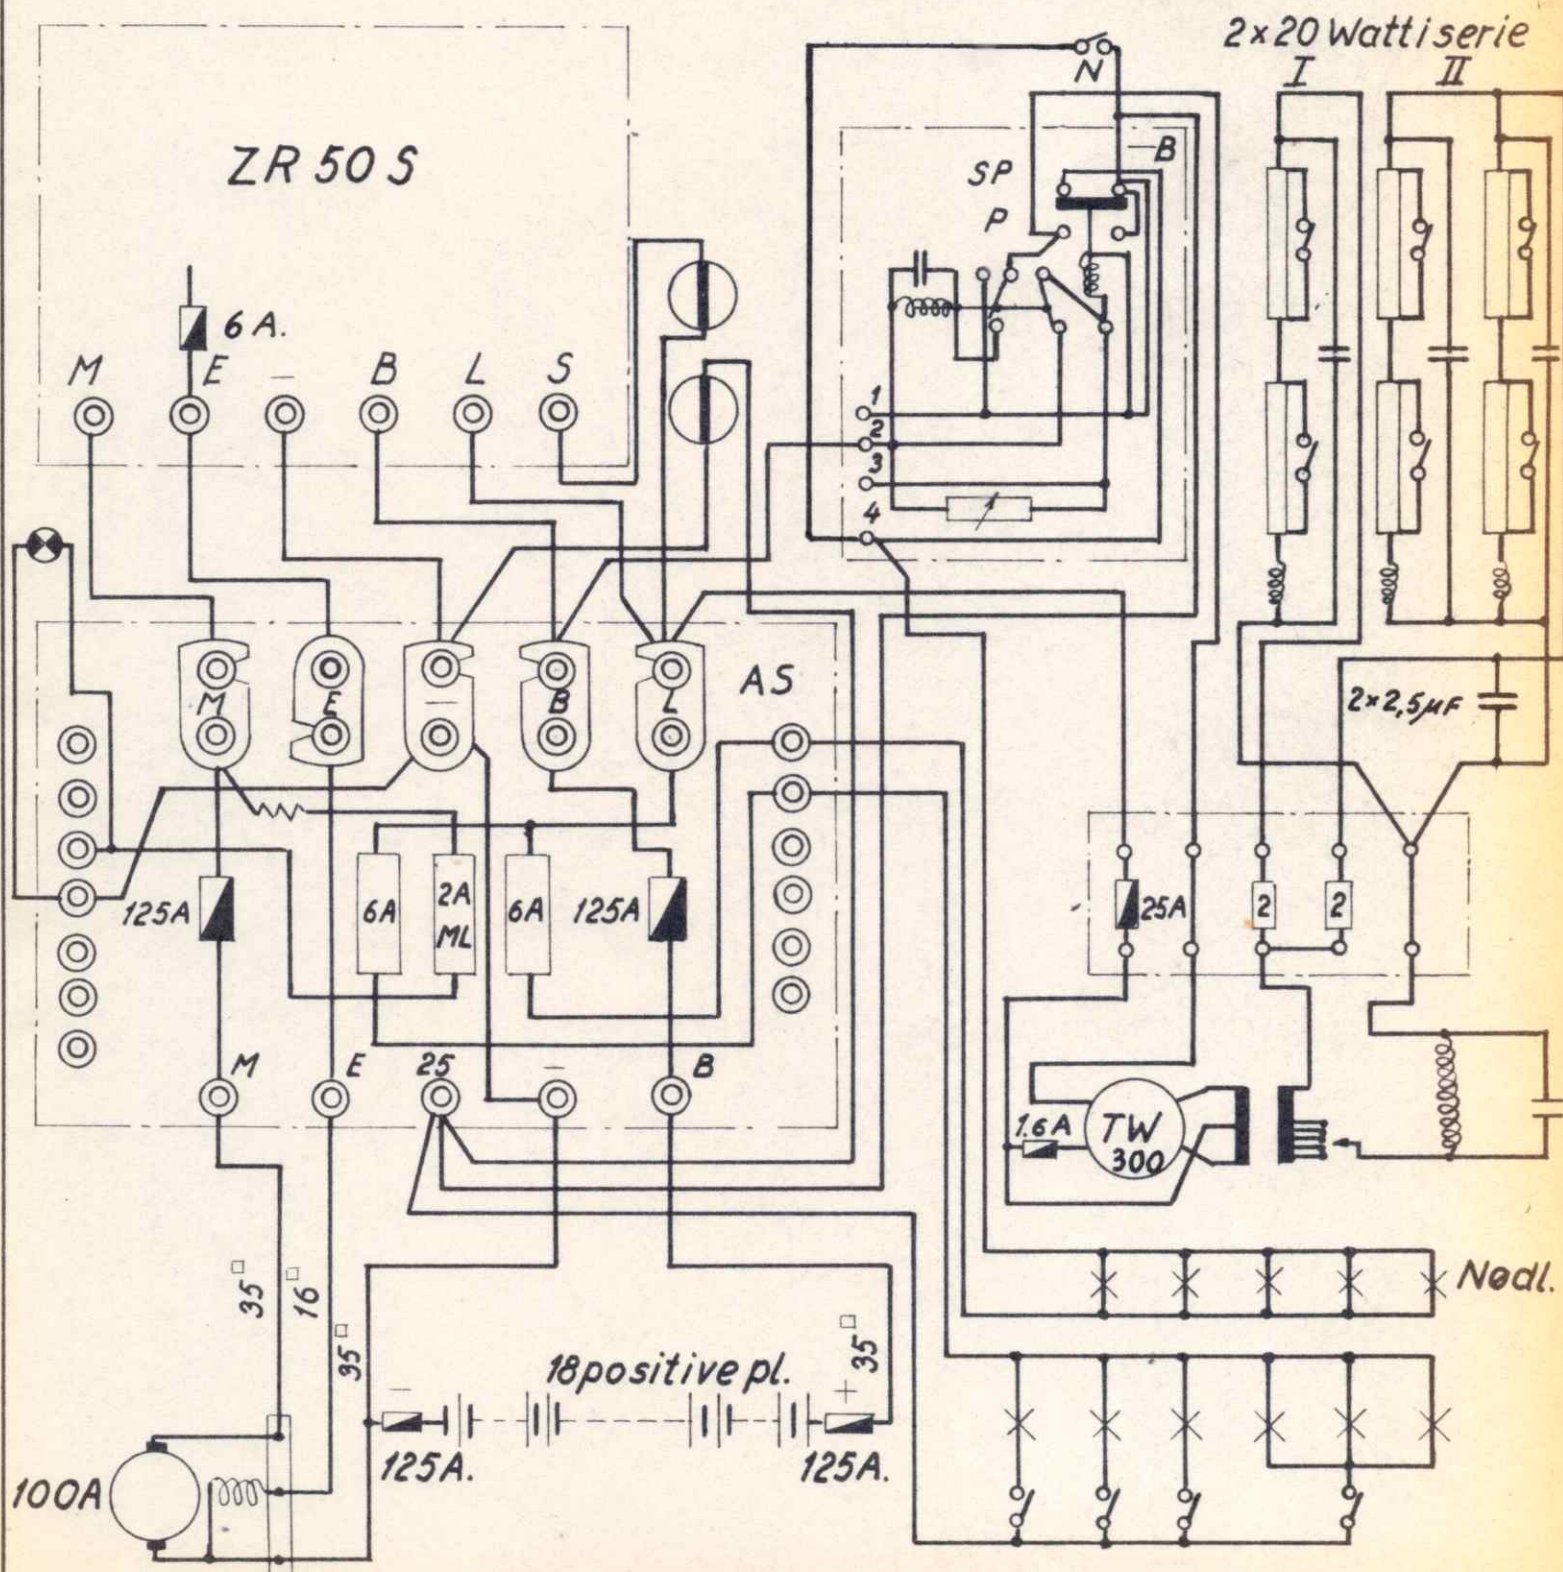 2×20 Watt i serie
I II
N
ZR 50 S
B
SP
P
6 A.
M E — B L S
1
2
3
4
AS
M E — B L
2×2,5µF
125A
6A
2A
ML
6A
125A
25A
2
2
M E 25 — B
1.6A
TW
300
35□
16□
35□
35□
Nødl.
18 positive pl.
— +
125A. 125A.
100A